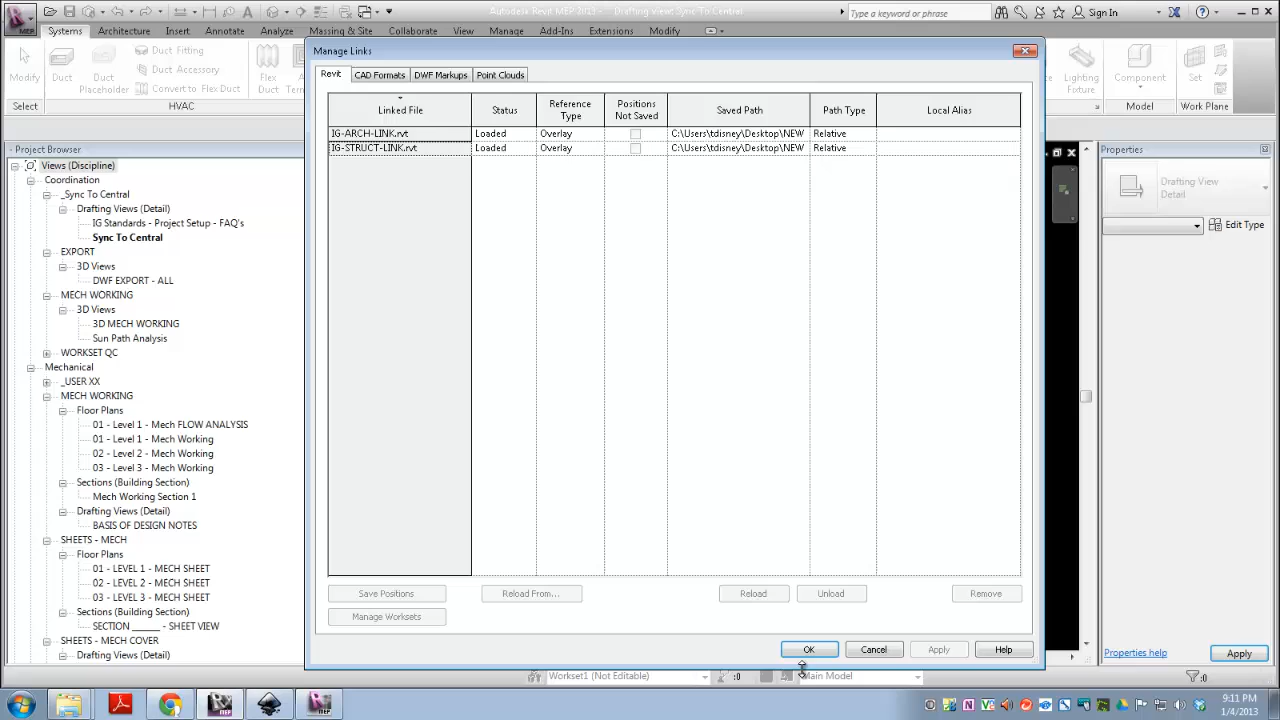 Autodesk Revit MEP 2013 - Drafting View: Sync To Central
Type a keyword or phrase
Sign In
MEP
Systems Architecture Insert Annotate Analyze Massing & Site Collaborate View Manage Add-Ins Extensions Modify
Modify
Duct
Duct Placeholder
Duct Fitting
Duct Accessory
Convert to Flex Duct
Flex Duct
Lighting Fixture
Component
Set
Select
HVAC
Model
Work Plane
Manage Links
Revit CAD Formats DWF Markups Point Clouds
Linked File Status Reference Type Positions Not Saved Saved Path Path Type Local Alias
IG-ARCH-LINK.rvt Loaded Overlay C:\Users\tdisney\Desktop\NEW Relative
IG-STRUCT-LINK.rvt Loaded Overlay C:\Users\tdisney\Desktop\NEW Relative
Save Positions Reload From... Reload Unload Remove
Manage Worksets
OK Cancel Apply Help
Project Browser
Views (Discipline)
Coordination
_Sync To Central
Drafting Views (Detail)
IG Standards - Project Setup - FAQ's
Sync To Central
EXPORT
3D Views
DWF EXPORT - ALL
MECH WORKING
3D Views
3D MECH WORKING
Sun Path Analysis
WORKSET QC
Mechanical
_USER XX
MECH WORKING
Floor Plans
01 - Level 1 - Mech FLOW ANALYSIS
01 - Level 1 - Mech Working
02 - Level 2 - Mech Working
03 - Level 3 - Mech Working
Sections (Building Section)
Mech Working Section 1
Drafting Views (Detail)
BASIS OF DESIGN NOTES
SHEETS - MECH
Floor Plans
01 - LEVEL 1 - MECH SHEET
02 - LEVEL 2 - MECH SHEET
03 - LEVEL 3 - MECH SHEET
Sections (Building Section)
SECTION ______ - SHEET VIEW
SHEETS - MECH COVER
Drafting Views (Detail)
Properties
Drafting View
Detail
Edit Type
Properties help
Apply
Workset1 (Not Editable)
:0
Main Model
:0
9:11 PM
1/4/2013